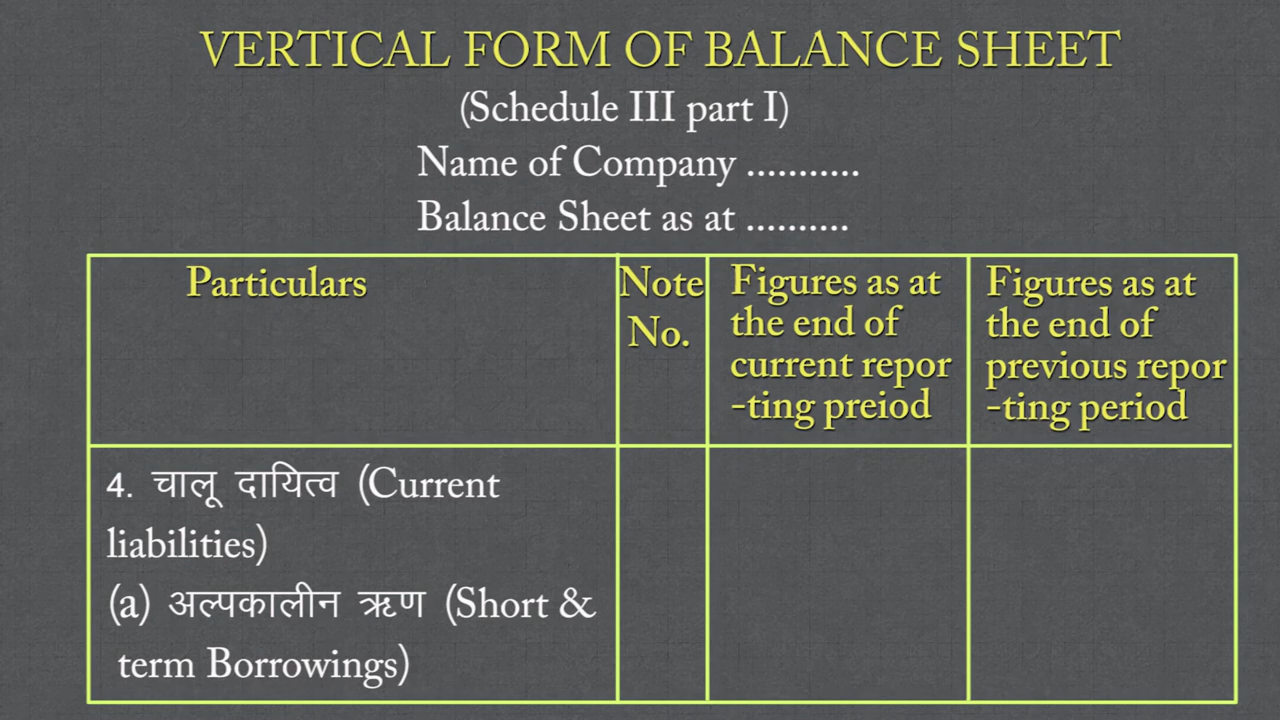 VERTICAL FORM OF BALANCE SHEET
(Schedule III part I)
Name of Company ...........
Balance Sheet as at ..........
Particulars
Note
No.
Figures as at
the end of
current repor
-ting preiod
Figures as at
the end of
previous repor
-ting period
4. चालू दायित्व (Current
liabilities)
(a) अल्पकालीन ऋण (Short &
term Borrowings)